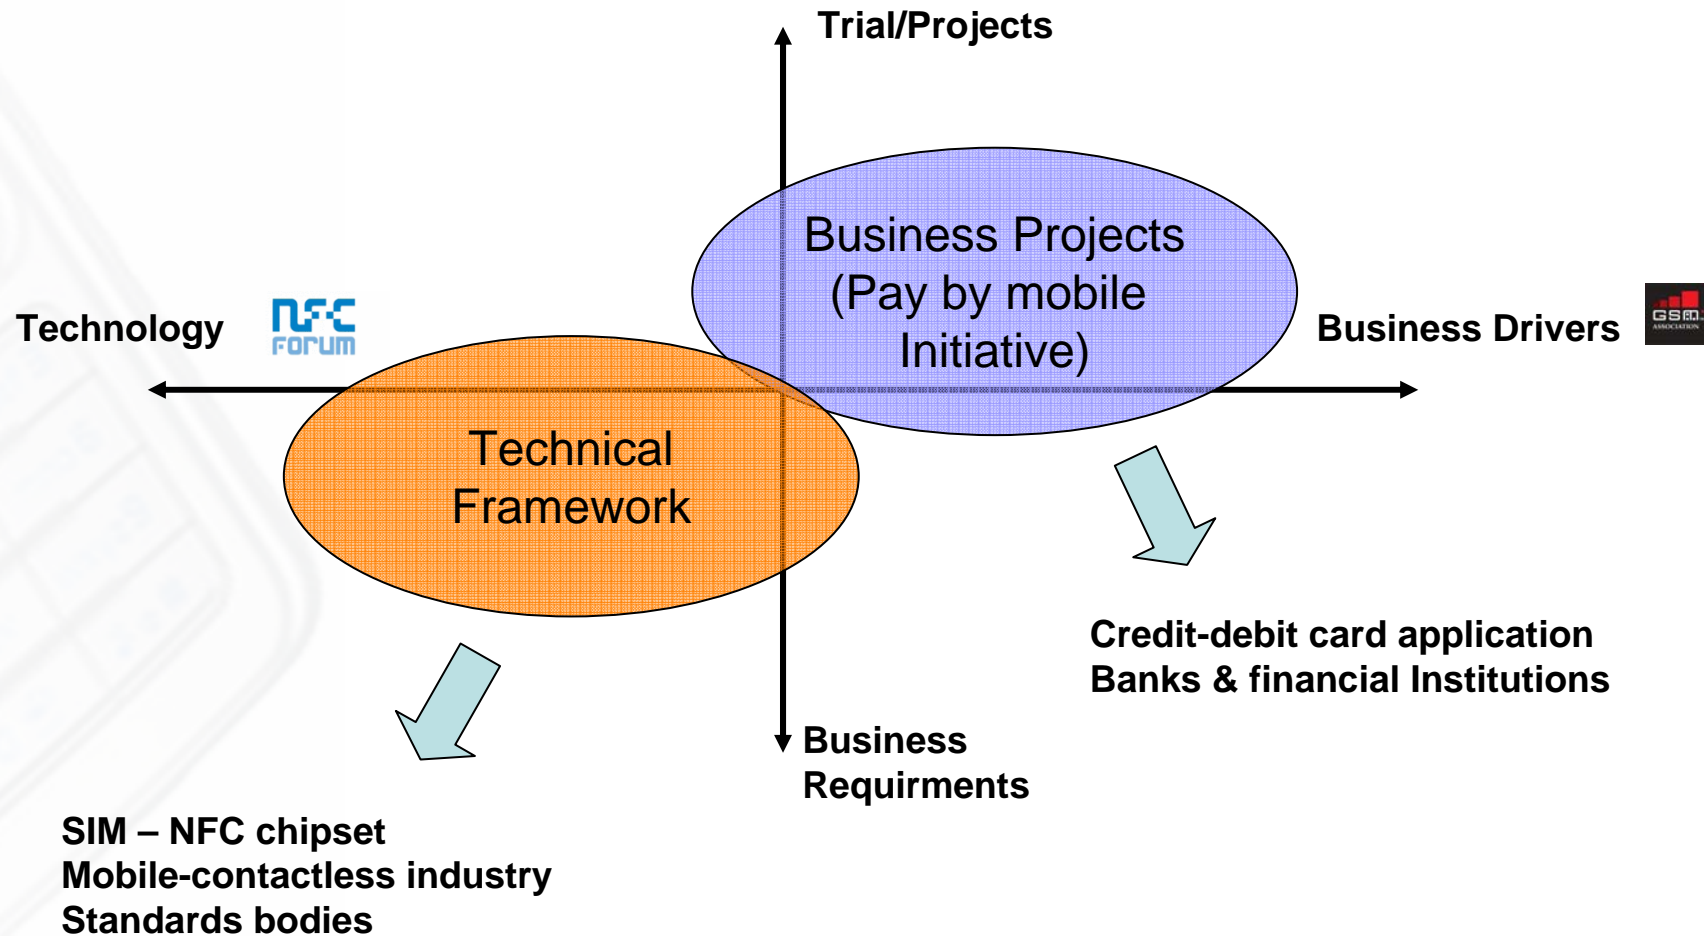 Trial/Projects
Business Projects
(Pay by mobile
Initiative)
Technology
NFC
Forum
Business Drivers
GSM
ASSOCIATION
Technical
Framework
Credit-debit card application
Banks & financial Institutions
Business
Requirments
SIM – NFC chipset
Mobile-contactless industry
Standards bodies